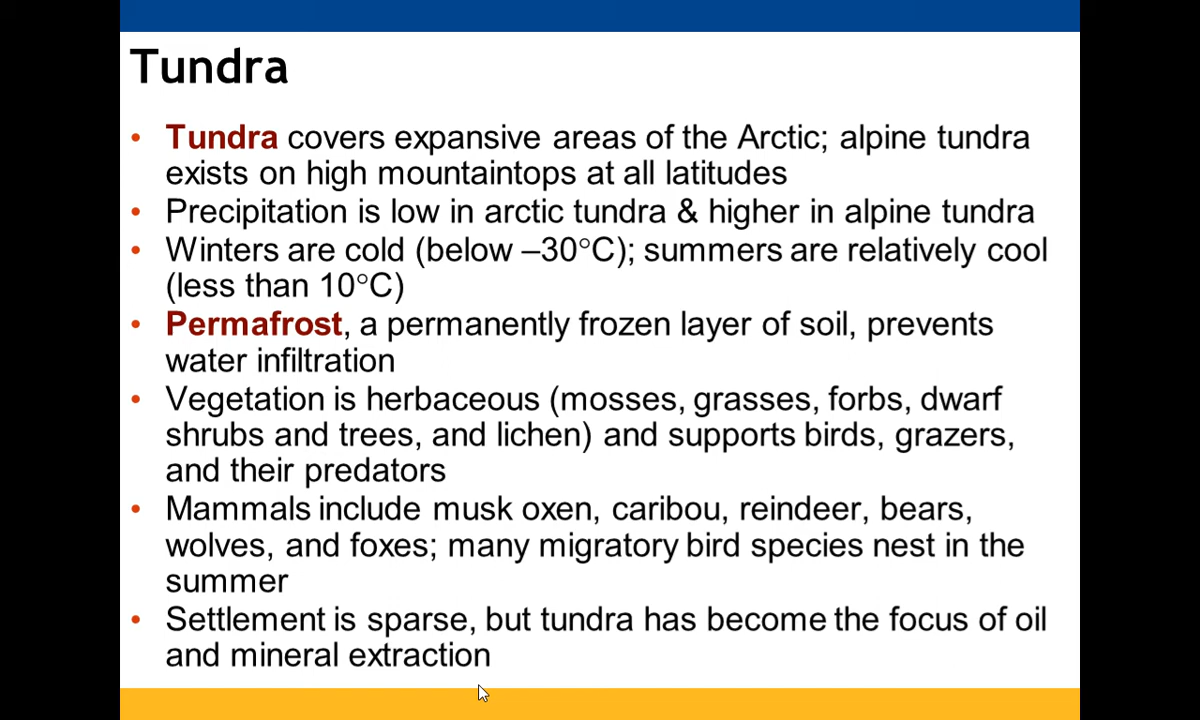 Tundra
• Tundra covers expansive areas of the Arctic; alpine tundra
exists on high mountaintops at all latitudes
• Precipitation is low in arctic tundra & higher in alpine tundra
• Winters are cold (below –30°C); summers are relatively cool
(less than 10°C)
• Permafrost, a permanently frozen layer of soil, prevents
water infiltration
• Vegetation is herbaceous (mosses, grasses, forbs, dwarf
shrubs and trees, and lichen) and supports birds, grazers,
and their predators
• Mammals include musk oxen, caribou, reindeer, bears,
wolves, and foxes; many migratory bird species nest in the
summer
• Settlement is sparse, but tundra has become the focus of oil
and mineral extraction